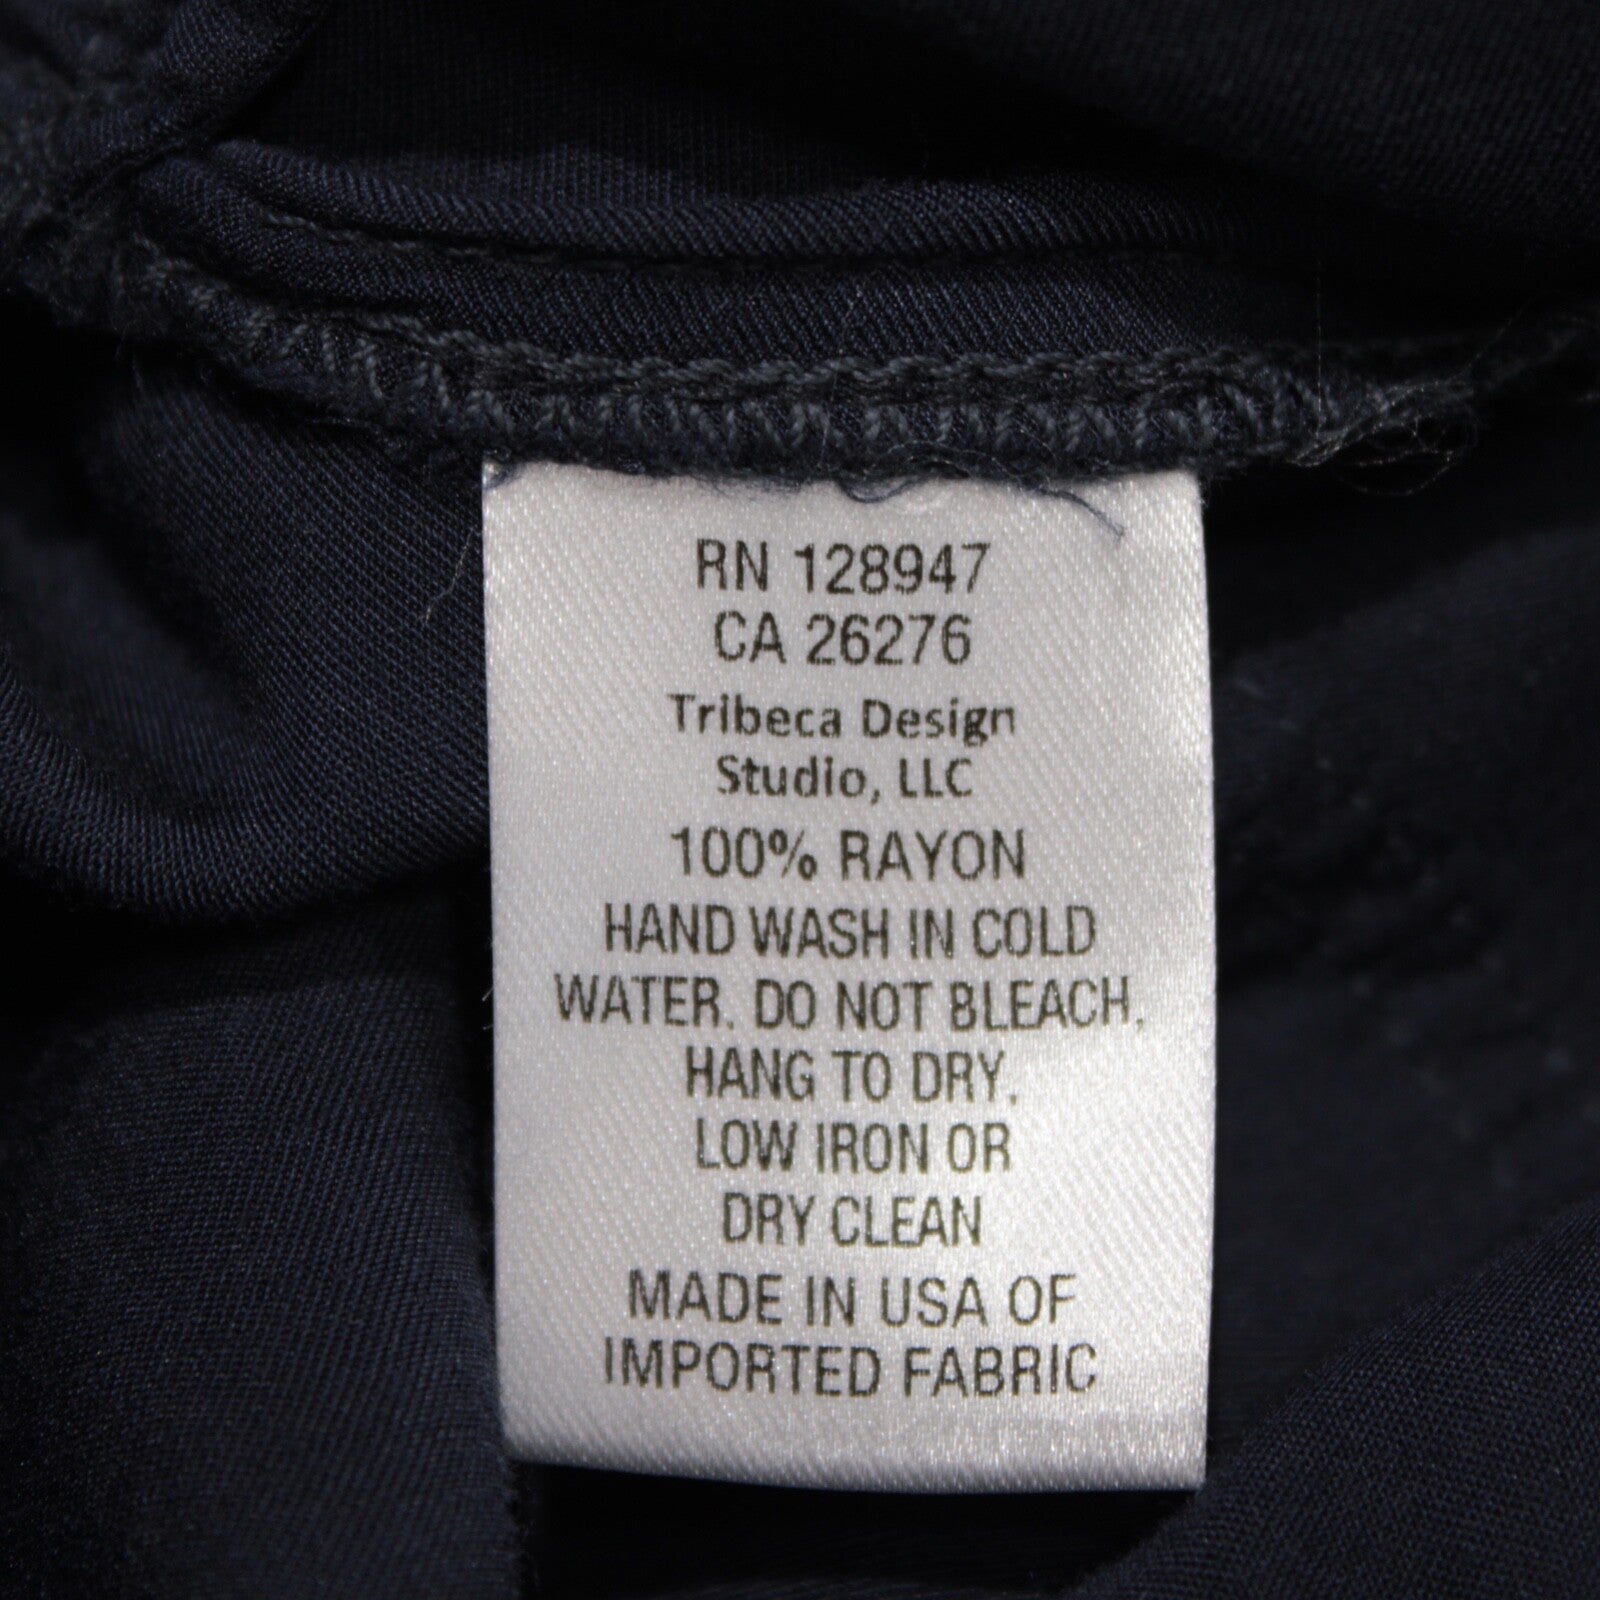 RN 128947
CA 26276
Tribeca Design
Studio, LLC
100% RAYON
HAND WASH IN COLD
WATER. DO NOT BLEACH.
HANG TO DRY.
LOW IRON OR
DRY CLEAN
MADE IN USA OF
IMPORTED FABRIC